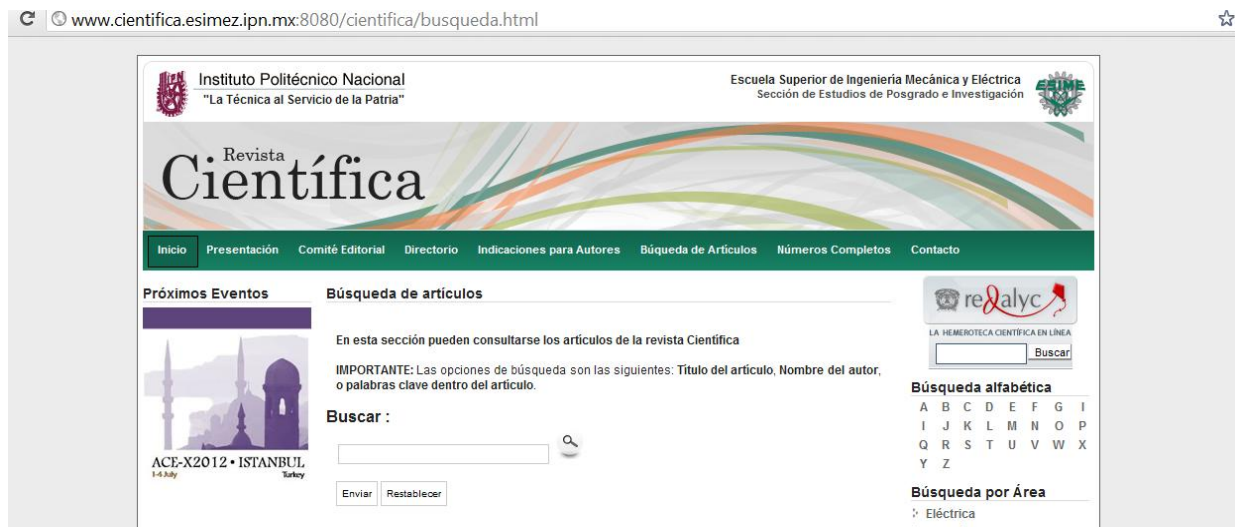 www.cientifica.esimez.ipn.mx:8080/cientifica/busqueda.html
Instituto Politécnico Nacional
"La Técnica al Servicio de la Patria"
Escuela Superior de Ingeniería Mecánica y Eléctrica
Sección de Estudios de Posgrado e Investigación
ESIME
Revista
Científica
Inicio Presentación Comité Editorial Directorio Indicaciones para Autores Búqueda de Artículos Números Completos Contacto
Próximos Eventos
ACE-X2012 • ISTANBUL
1-4 July Turkey
Búsqueda de artículos
En esta sección pueden consultarse los artículos de la revista Científica
IMPORTANTE: Las opciones de búsqueda son las siguientes: Titulo del artículo, Nombre del autor,
o palabras clave dentro del artículo.
Buscar :
Enviar Restablecer
redalyc
LA HEMEROTECA CIENTÍFICA EN LÍNEA
Buscar
Búsqueda alfabética
A B C D E F G I
I J K L M N O P
Q R S T U V W X
Y Z
Búsqueda por Área
Eléctrica